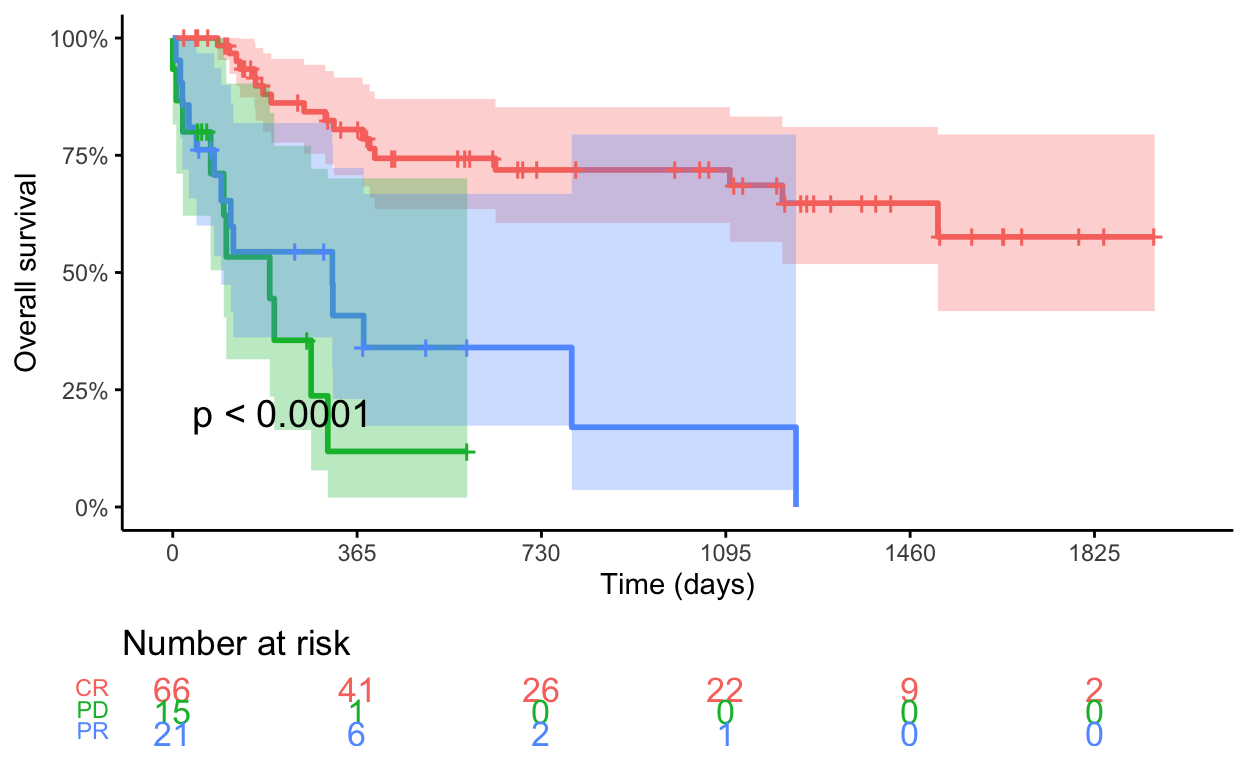 100%
75%
50%
25%
0%
Overall survival
p < 0.0001
0 365 730 1095 1460 1825
Time (days)
Number at risk
CR 66 41 26 22 9 2
PD 15 1 0 0 0 0
PR 21 6 2 1 0 0